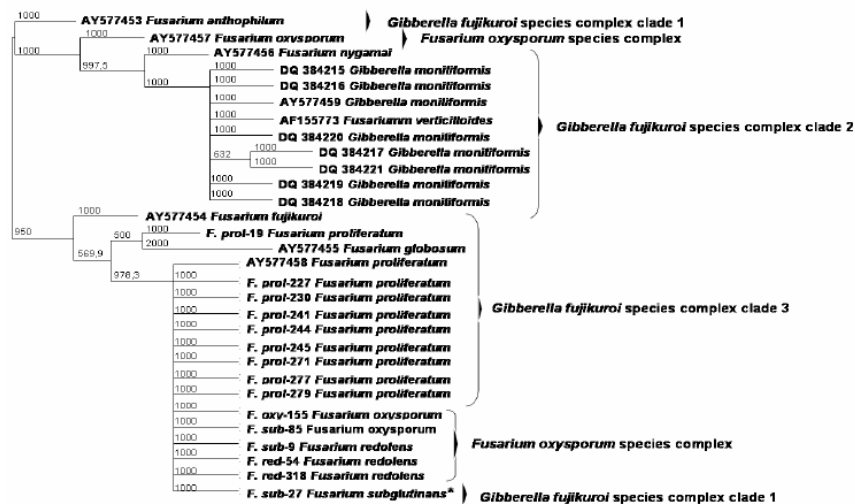 1000
AY577453 Fusarium anthophilum
Gibberella fujikuroi species complex clade 1
1000
AY577457 Fusarium oxysporum
Fusarium oxysporum species complex
1000
1000
AY577456 Fusarium nygamai
997,5
1000
1000
DQ 384215 Gibberella moniliformis
1000
DQ 384216 Gibberella moniliformis
1000
AY577459 Gibberella moniliformis
1000
AF155773 Fusariumm verticilloides
1000
DQ 384220 Gibberella moniliformis
Gibberella fujikuroi species complex clade 2
1000
DQ 384217 Gibberella moniliformis
632
1000
DQ 384221 Gibberella moniliformis
1000
DQ 384219 Gibberella moniliformis
1000
DQ 384218 Gibberella moniliformis
1000
AY577454 Fusarium fujikuroi
950
1000
F. prol-19 Fusarium proliferatum
500
569,9
2000
AY577455 Fusarium globosum
AY577458 Fusarium proliferatum
978,3
1000
F. prol-227 Fusarium proliferatum
1000
F. prol-230 Fusarium proliferatum
1000
F. prol-241 Fusarium proliferatum
Gibberella fujikuroi species complex clade 3
1000
F. prol-244 Fusarium proliferatum
1000
F. prol-245 Fusarium proliferatum
1000
F. prol-271 Fusarium proliferatum
1000
F. prol-277 Fusarium proliferatum
1000
F. prol-279 Fusarium proliferatum
1000
F. oxy-155 Fusarium oxysporum
1000
F. sub-85 Fusarium oxysporum
1000
F. sub-9 Fusarium redolens
Fusarium oxysporum species complex
1000
F. red-54 Fusarium redolens
1000
F. red-318 Fusarium redolens
1000
F. sub-27 Fusarium subglutinans*
Gibberella fujikuroi species complex clade 1